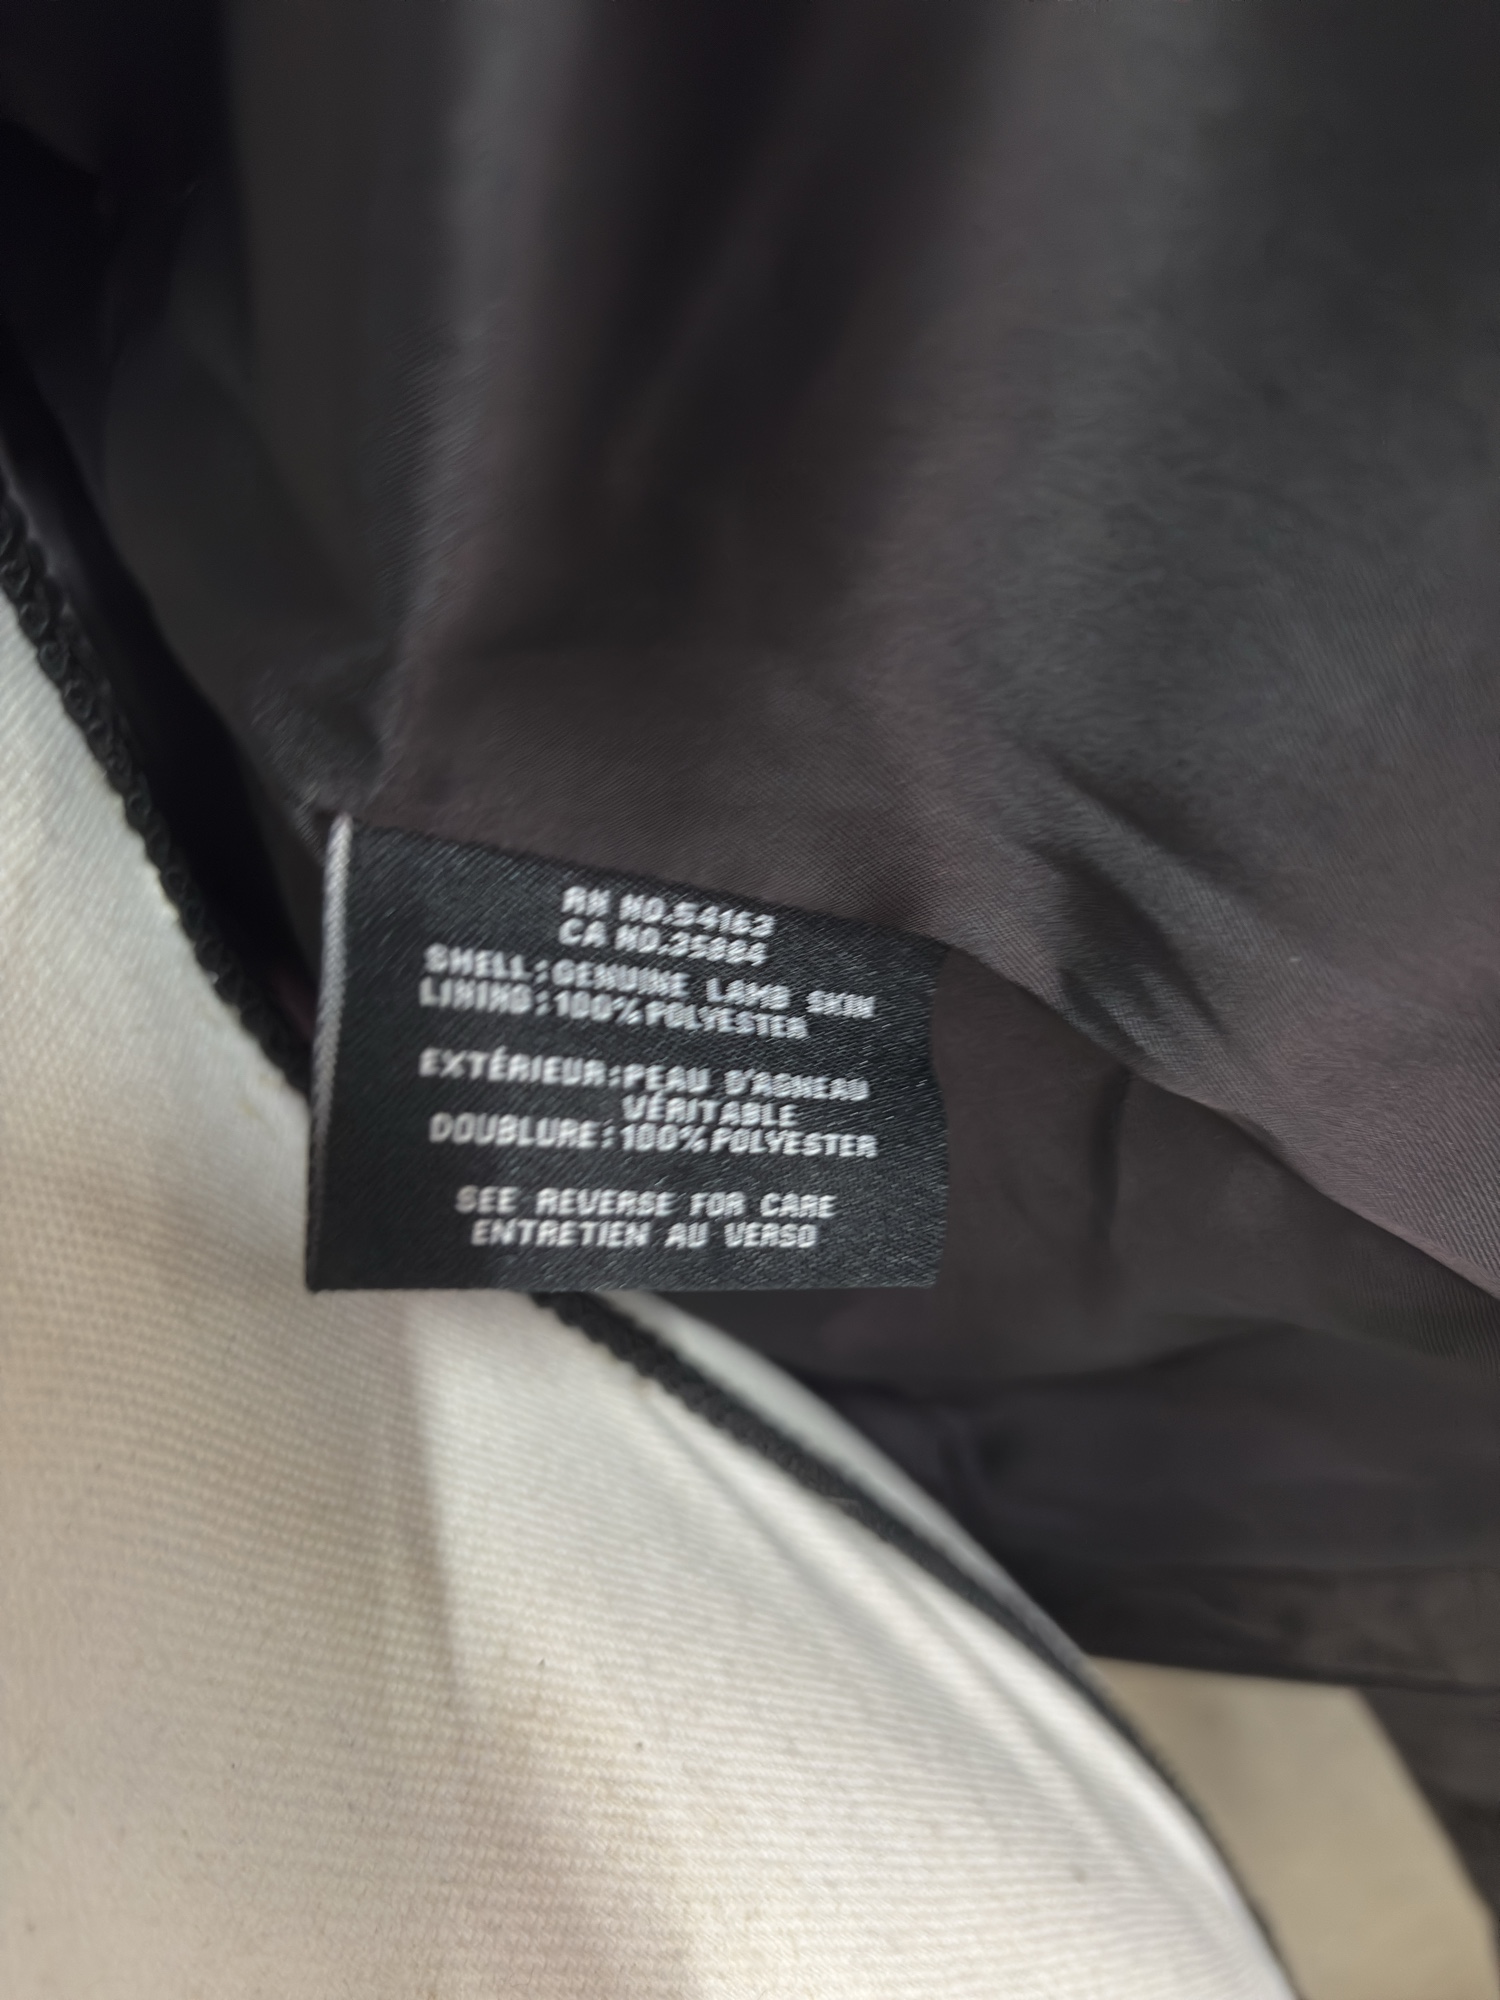 RN NO.54163
CA NO.35884
SHELL:GENUINE LAMB SKIN
LINING:100%POLYESTER
EXTÉRIEUR:PEAU D'AGNEAU
VÉRITABLE
DOUBLURE:100%POLYESTER
SEE REVERSE FOR CARE
ENTRETIEN AU VERSO